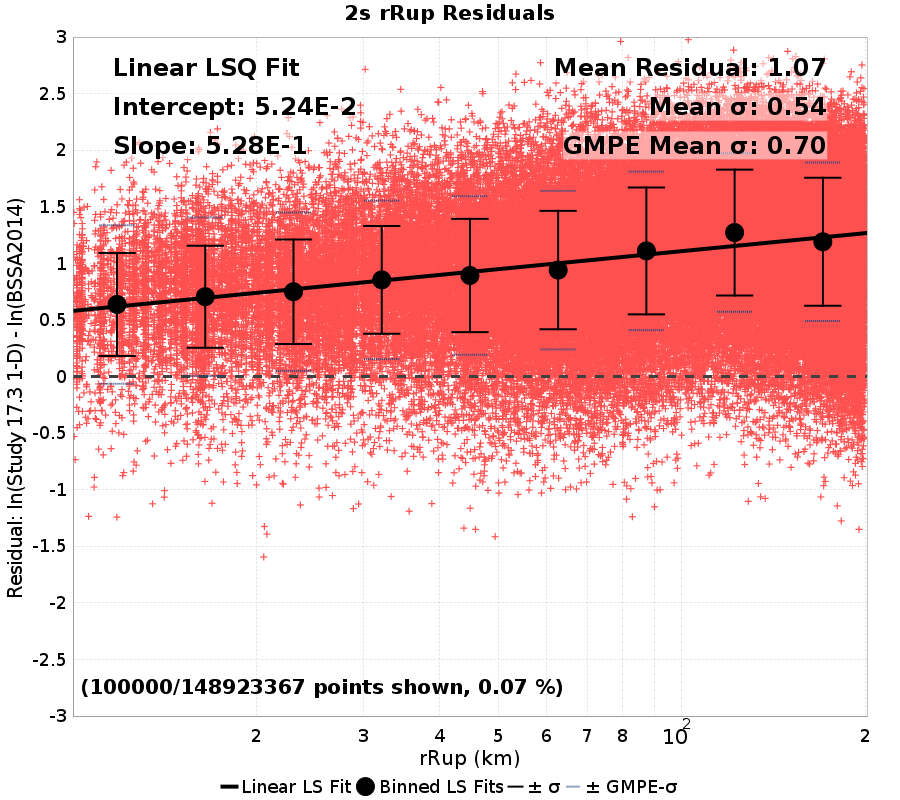 2s rRup Residuals
Linear LSQ Fit
Intercept: 5.24E-2
Slope: 5.28E-1
Mean Residual: 1.07
Mean σ: 0.54
GMPE Mean σ: 0.70
Residual: ln(Study 17.3 1-D) - ln(BSSA2014)
3
2.5
2
1.5
1
0.5
0
-0.5
-1
-1.5
-2
-2.5
-3
(100000/148923367 points shown, 0.07 %)
2 3 4 5 6 7 8 10² 2
rRup (km)
Linear LS Fit Binned LS Fits ± σ ± GMPE-σ